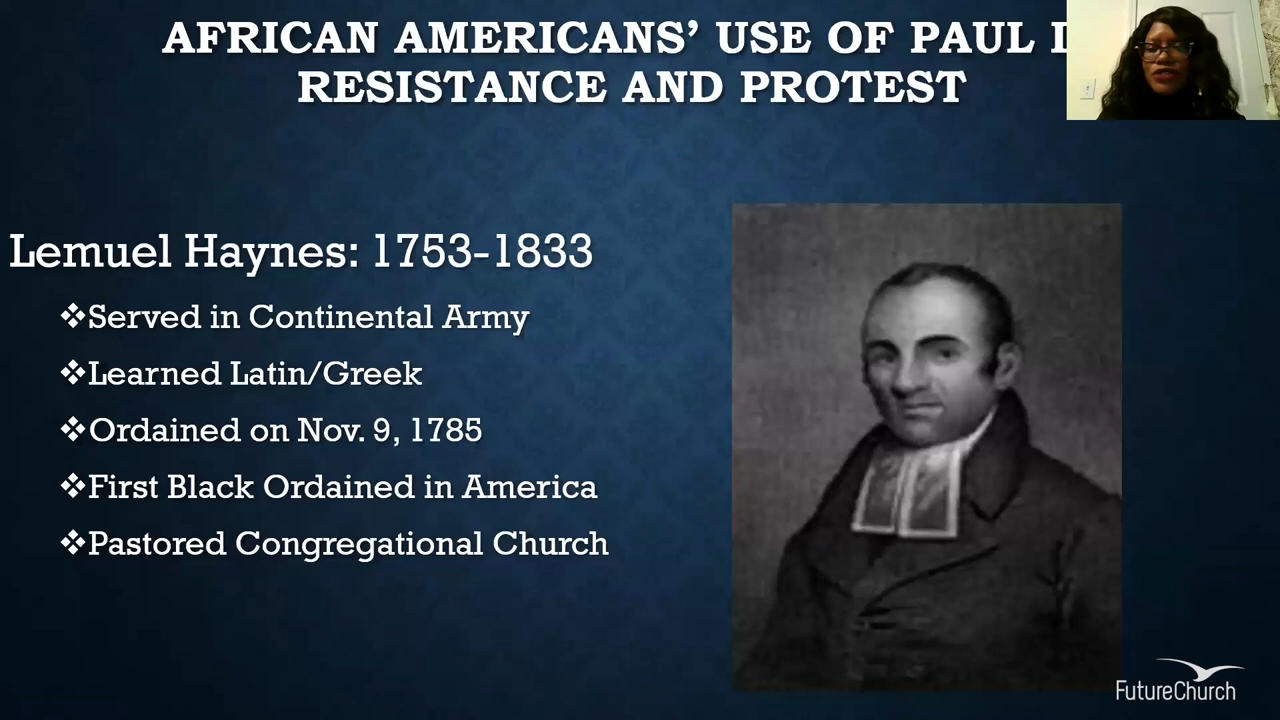 AFRICAN AMERICANS’ USE OF PAUL
RESISTANCE AND PROTEST
Lemuel Haynes: 1753-1833
❖Served in Continental Army
❖Learned Latin/Greek
❖Ordained on Nov. 9, 1785
❖First Black Ordained in America
❖Pastored Congregational Church
FutureChurch